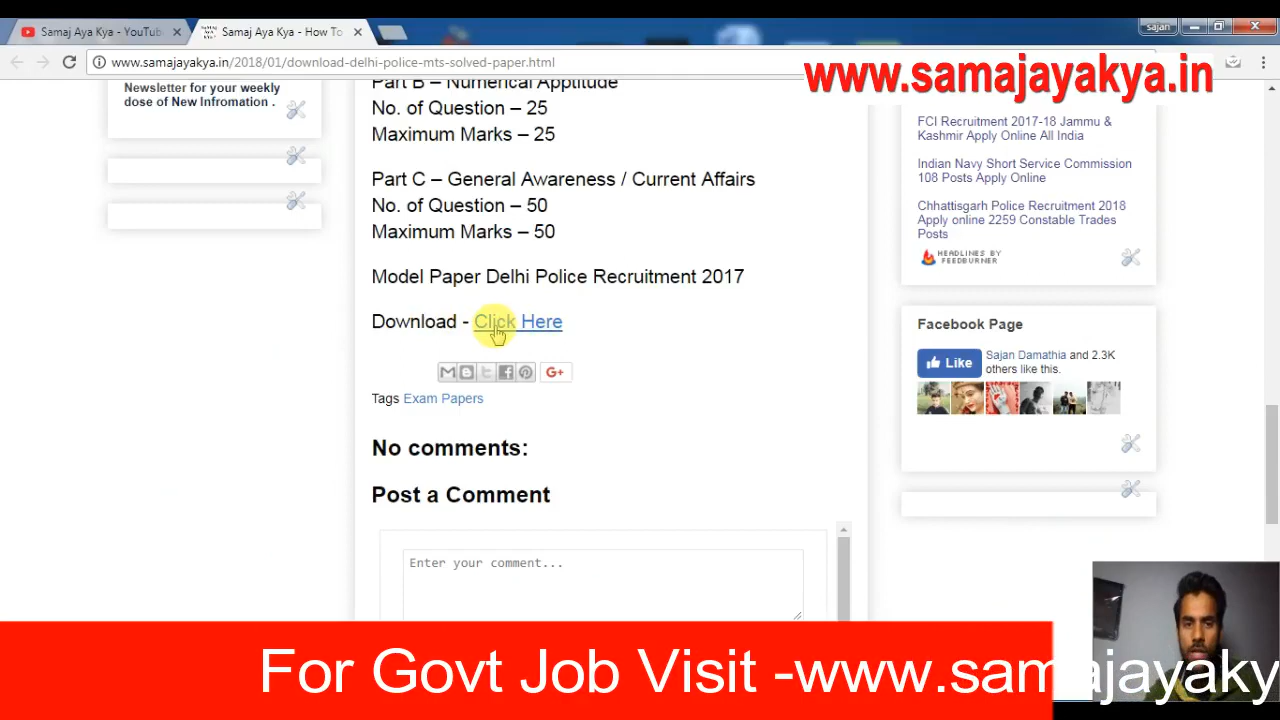 Samaj Aya Kya - YouTub
Samaj Aya Kya - How To
sajan
www.samajayakya.in/2018/01/download-delhi-police-mts-solved-paper.html
www.samajayakya.in
Newsletter for your weekly
dose of New Infromation .
Part B – Numerical Apptitude
No. of Question – 25
Maximum Marks – 25
Part C – General Awareness / Current Affairs
No. of Question – 50
Maximum Marks – 50
Model Paper Delhi Police Recruitment 2017
Download - Click Here
G+
Tags Exam Papers
No comments:
Post a Comment
Enter your comment...
FCI Recruitment 2017-18 Jammu &
Kashmir Apply Online All India
Indian Navy Short Service Commission
108 Posts Apply Online
Chhattisgarh Police Recruitment 2018
Apply online 2259 Constable Trades
Posts
HEADLINES BY
FEEDBURNER
Facebook Page
Like
Sajan Damathia and 2.3K
others like this.
For Govt Job Visit -www.samajayaky